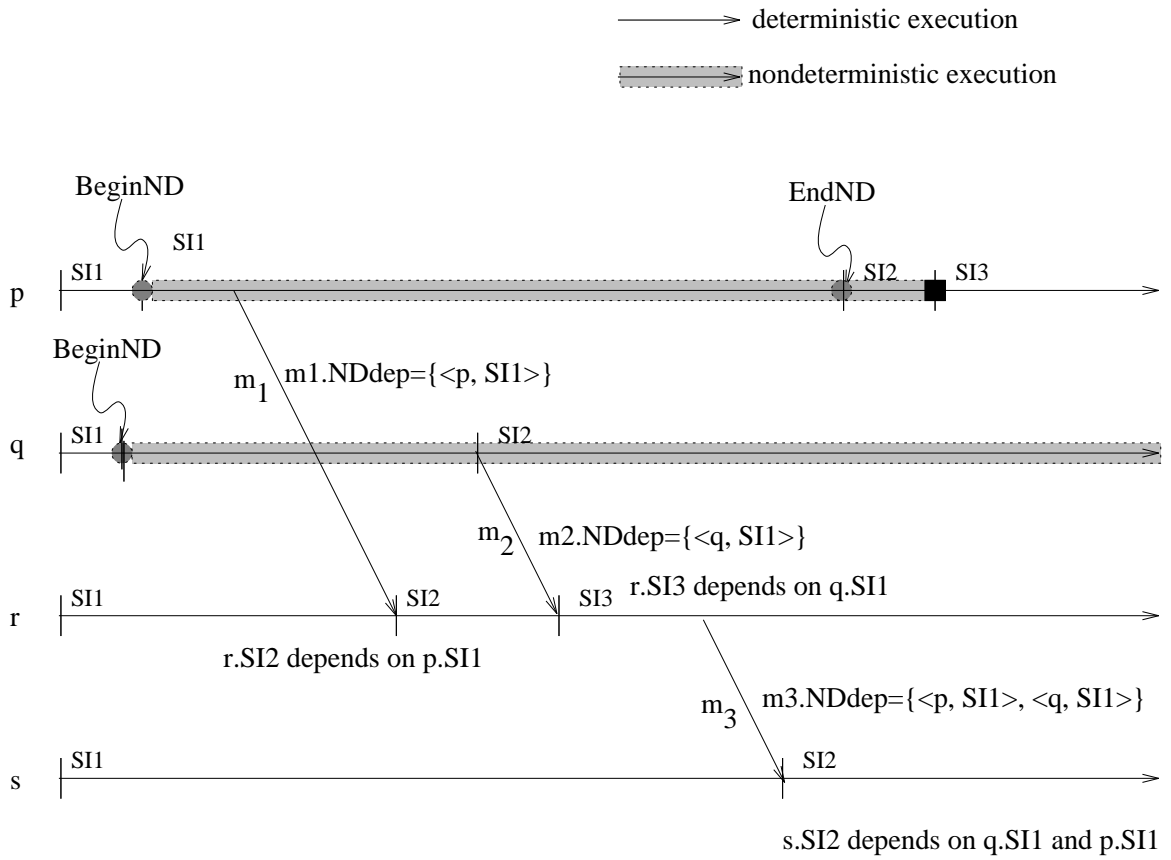 deterministic execution
nondeterministic execution
BeginND
EndND
SI1
SI1
SI2
SI3
p
BeginND
m1
m1.NDdep={<p, SI1>}
SI1
SI2
q
m2
m2.NDdep={<q, SI1>}
r.SI3 depends on q.SI1
SI1
SI2
SI3
r
r.SI2 depends on p.SI1
m3
m3.NDdep={<p, SI1>, <q, SI1>}
SI1
SI2
s
s.SI2 depends on q.SI1 and p.SI1